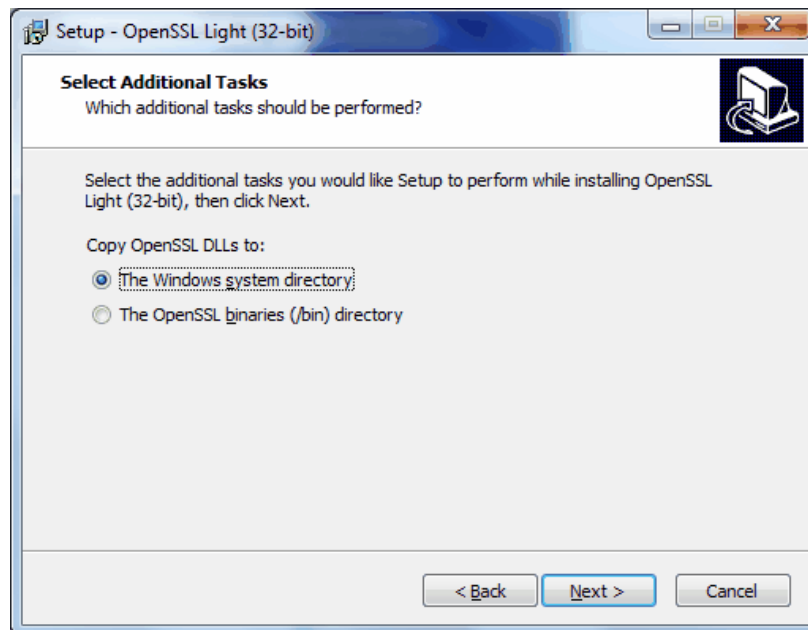 Setup - OpenSSL Light (32-bit)
Select Additional Tasks
Which additional tasks should be performed?
Select the additional tasks you would like Setup to perform while installing OpenSSL
Light (32-bit), then click Next.
Copy OpenSSL DLLs to:
The Windows system directory
The OpenSSL binaries (/bin) directory
< Back
Next >
Cancel